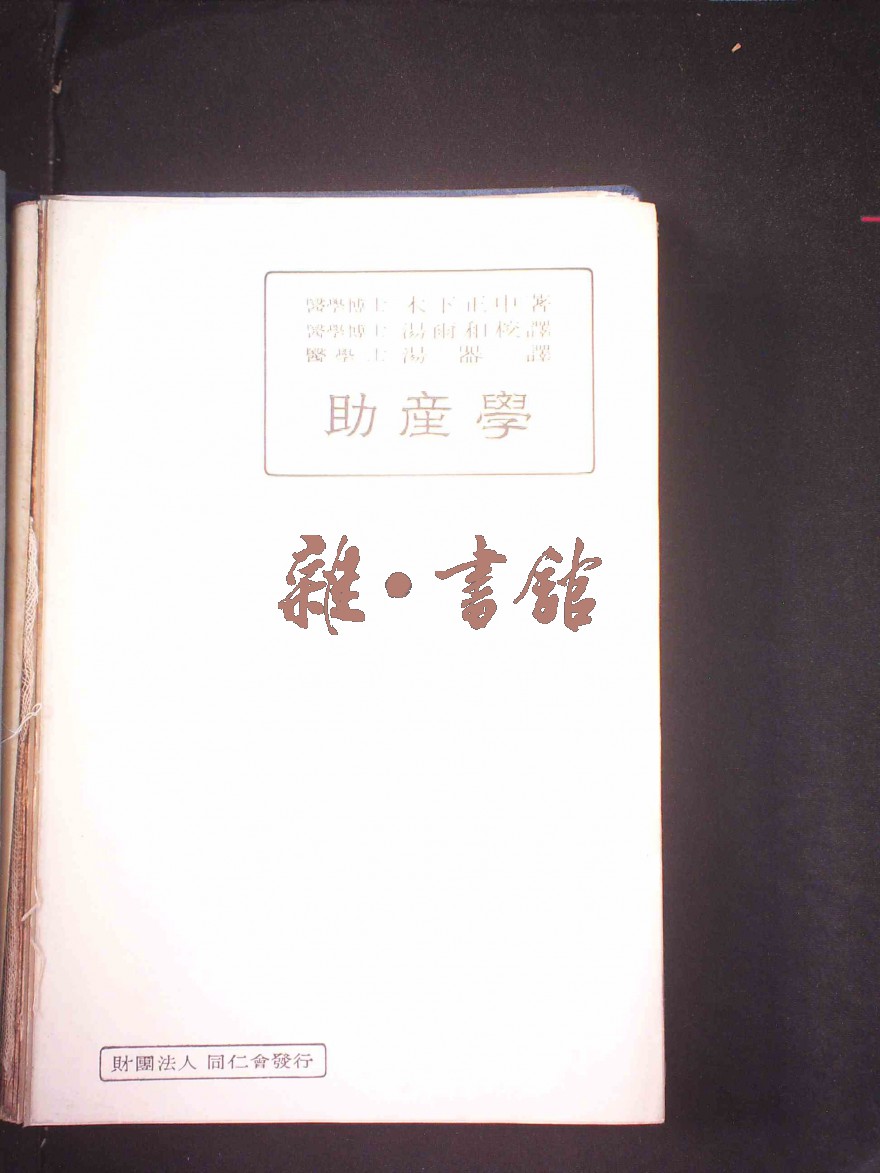 醫學博士 木下正中 著
醫學博士 湯爾和 校譯
醫學士 湯器 譯
助産學
雜•書館
財團法人 同仁會發行